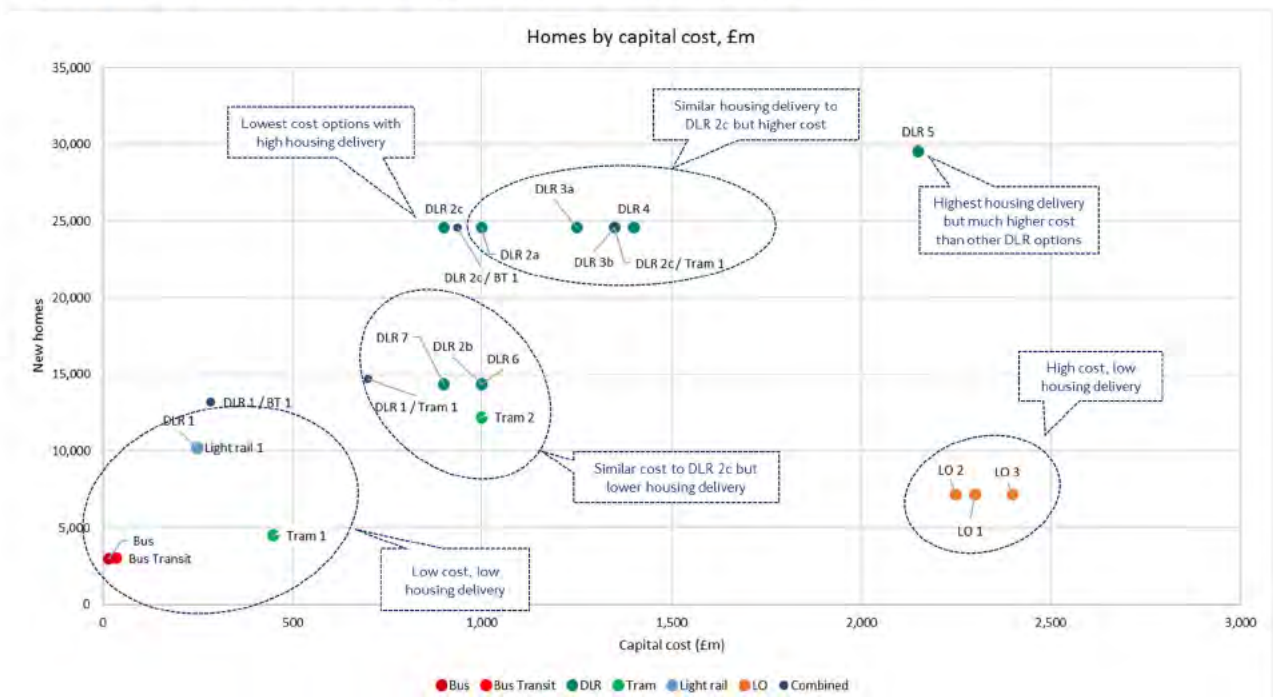 Homes by capital cost, £m
35,000
30,000
25,000
20,000
15,000
10,000
5,000
0
New homes
0
500
1,000
1,500
2,000
2,500
3,000
Capital cost (£m)
Lowest cost options with
high housing delivery
Similar housing delivery to
DLR 2c but higher cost
DLR 5
Highest housing delivery
but much higher cost
than other DLR options
DLR 2c
DLR 2c / BT 1
DLR 2a
DLR 3a
DLR 3b
DLR 4
DLR 2c / Tram 1
DLR 7
DLR 2b
DLR 6
DLR 1 / Tram 1
Tram 2
Similar cost to DLR 2c but
lower housing delivery
High cost, low
housing delivery
LO 2
LO 3
LO 1
DLR 1 / BT 1
DLR 1
Light rail 1
Tram 1
Bus
Bus Transit
Low cost, low
housing delivery
Bus
Bus Transit
DLR
Tram
Light rail
LO
Combined